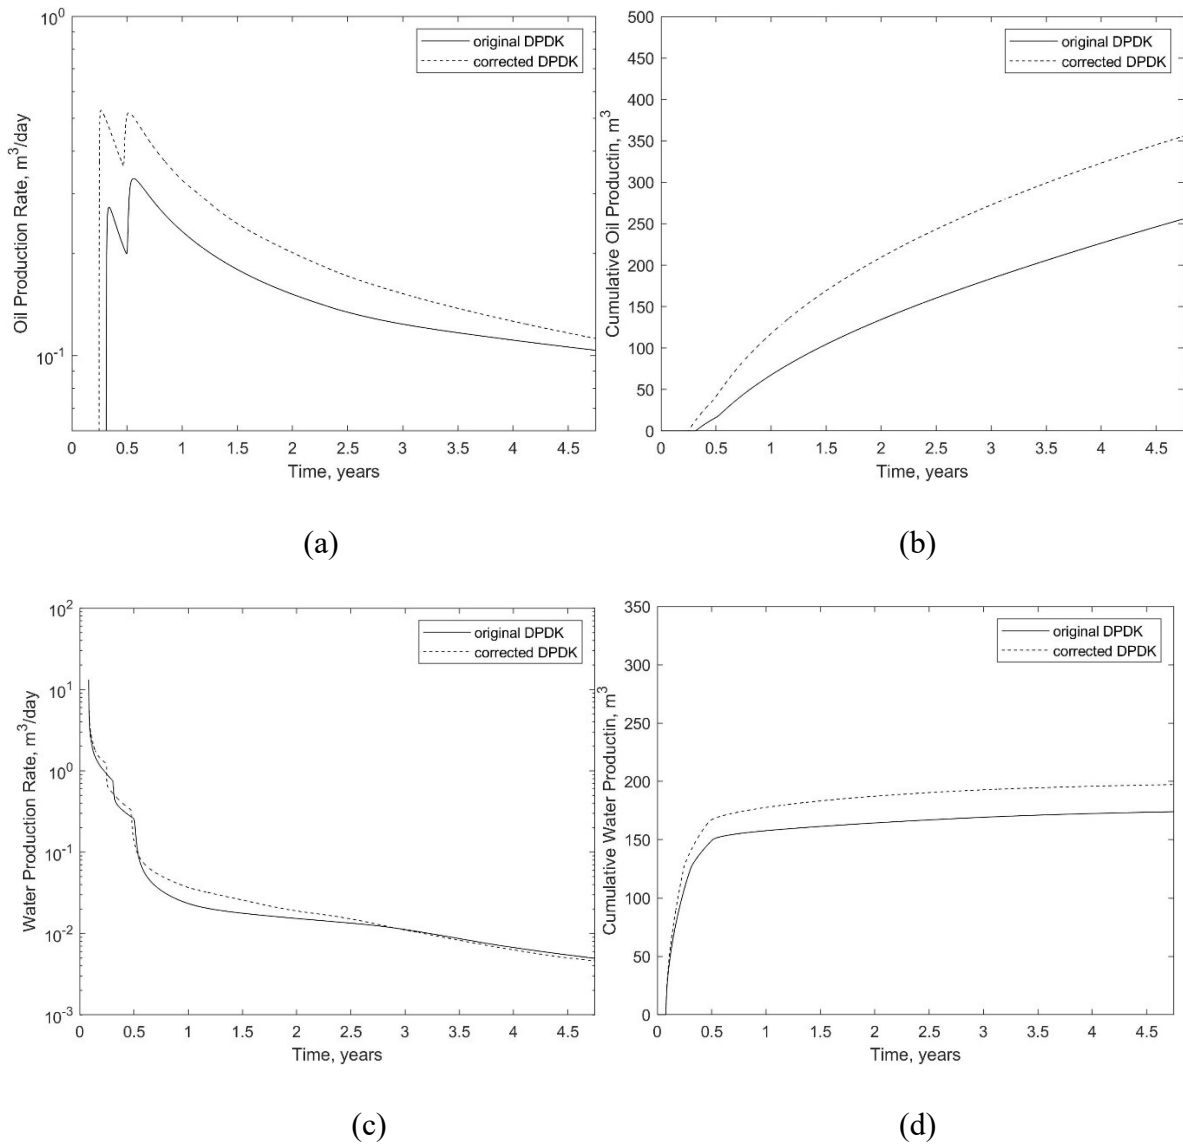 10^0
original DPDK
corrected DPDK
Oil Production Rate, m^3/day
10^-1
0 0.5 1 1.5 2 2.5 3 3.5 4 4.5
Time, years
(a)
500
450
400
350
300
250
200
150
100
50
0
original DPDK
corrected DPDK
Cumulative Oil Productin, m^3
0 0.5 1 1.5 2 2.5 3 3.5 4 4.5
Time, years
(b)
10^2
10^1
10^0
10^-1
10^-2
10^-3
original DPDK
corrected DPDK
Water Production Rate, m^3/day
0 0.5 1 1.5 2 2.5 3 3.5 4 4.5
Time, years
(c)
350
300
250
200
150
100
50
0
original DPDK
corrected DPDK
Cumulative Water Productin, m^3
0 0.5 1 1.5 2 2.5 3 3.5 4 4.5
Time, years
(d)